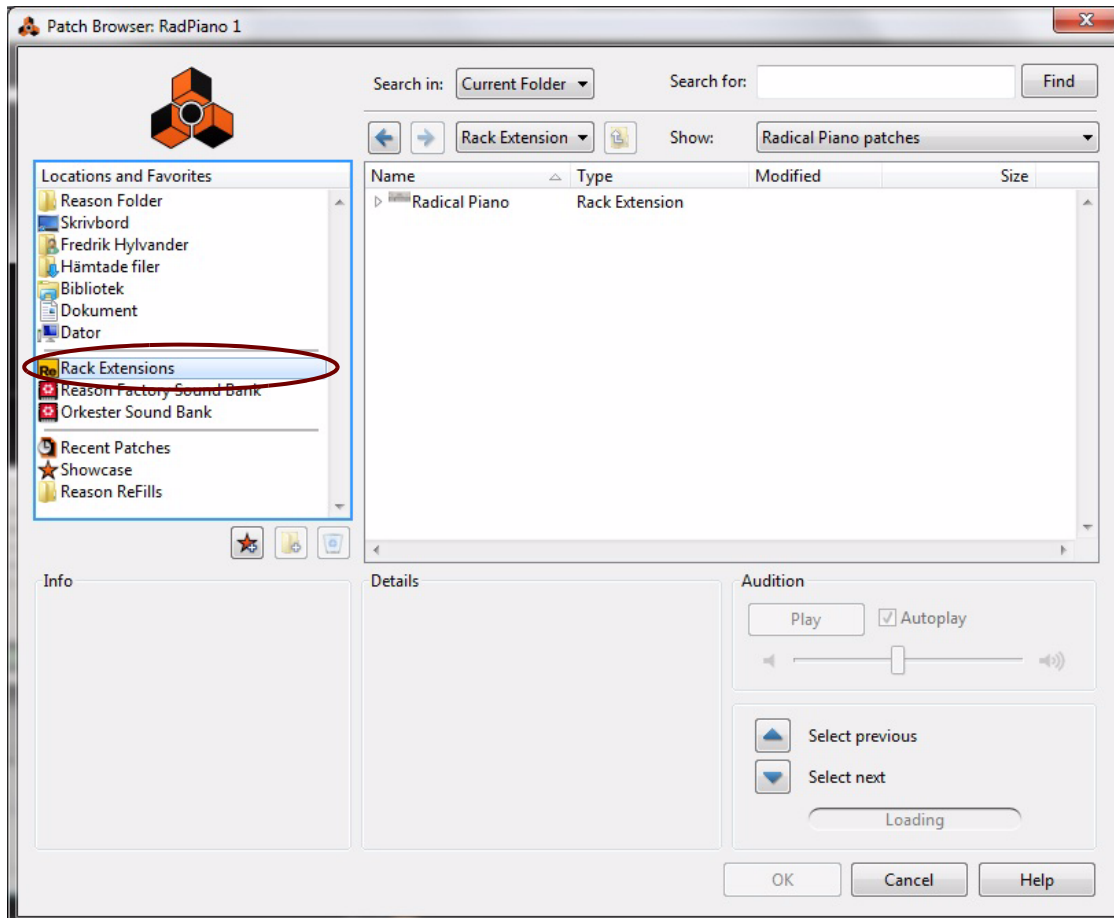 Patch Browser: RadPiano 1
Search in: Current Folder Search for: Find
Rack Extension Show: Radical Piano patches
Locations and Favorites
Reason Folder
Skrivbord
Fredrik Hylvander
Hämtade filer
Bibliotek
Dokument
Dator
Re Rack Extensions
Reason Factory Sound Bank
Orkester Sound Bank
Recent Patches
Showcase
Reason ReFills
Name Type Modified Size
Radical Piano Rack Extension
Info
Details
Audition
Play Autoplay
Select previous
Select next
Loading
OK Cancel Help